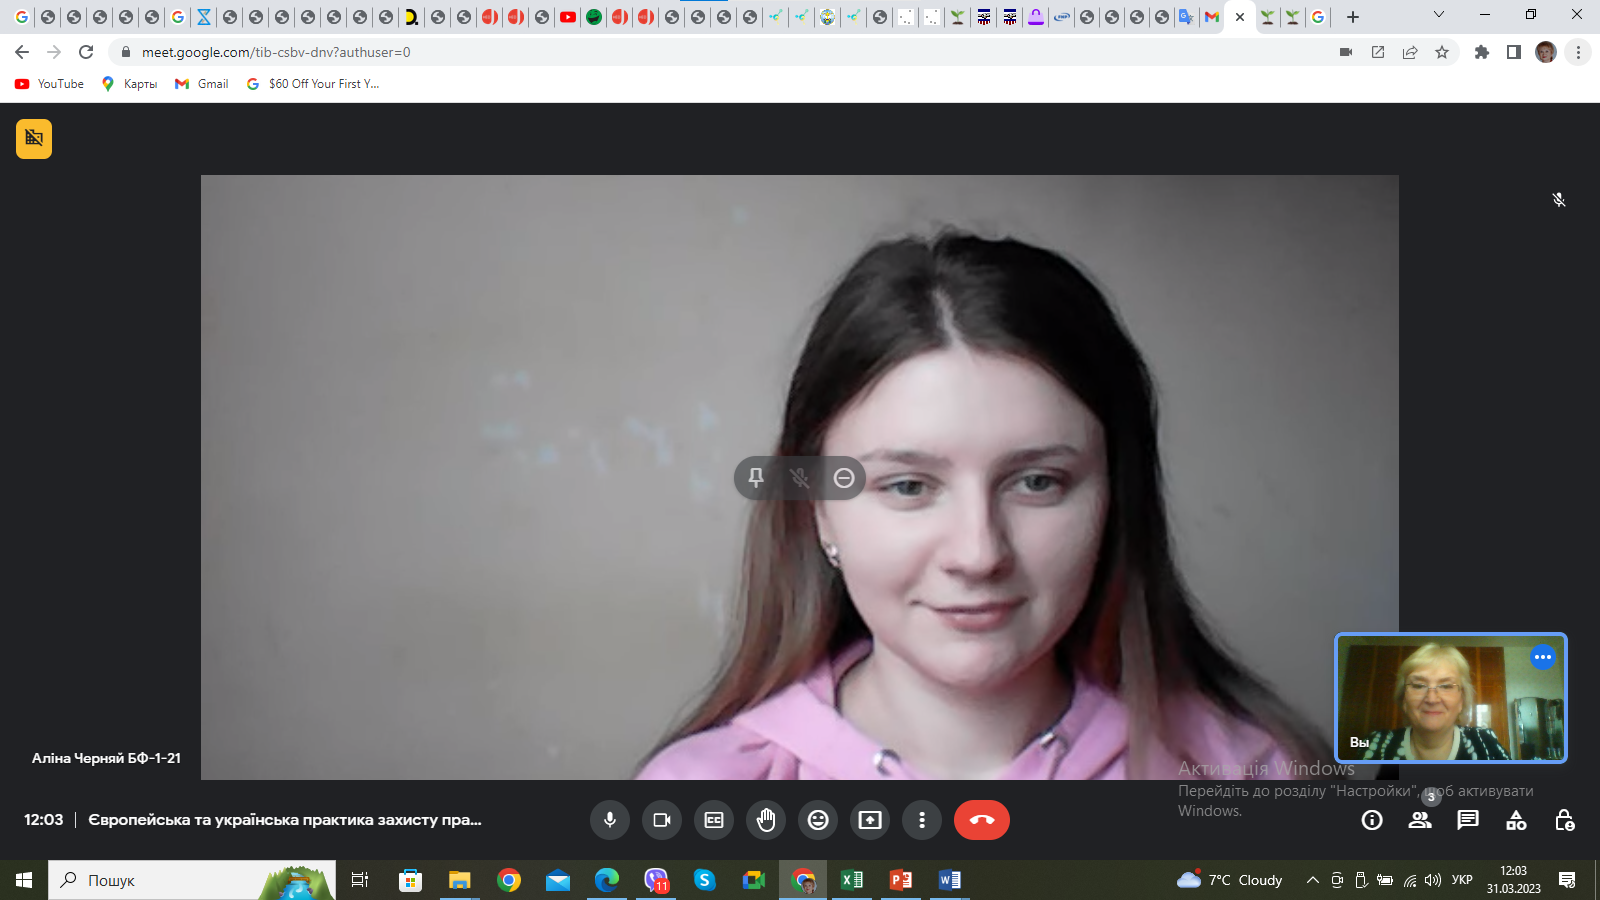 meet.google.com/tib-csbv-dnv?authuser=0
YouTube
Карты
Gmail
$60 Off Your First Y...
Аліна Черняй БФ-1-21
Вы
Активація Windows
Перейдіть до розділу "Настройки", щоб активувати
Windows.
12:03
Європейська та українська практика захисту пра...
3
Пошук
11
7°C Cloudy
УКР
12:03
31.03.2023